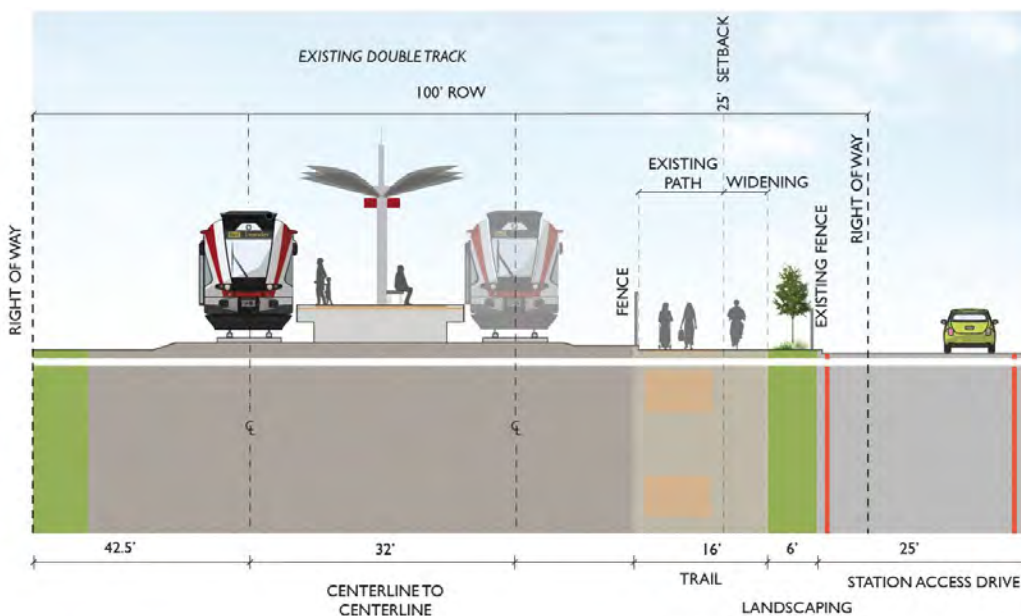 EXISTING DOUBLE TRACK
100' ROW
25' SETBACK
EXISTING
PATH
WIDENING
RIGHT OF WAY
FENCE
EXISTING FENCE
RIGHT OF WAY
℄
℄
42.5'
32'
16'
6'
25'
CENTERLINE TO
CENTERLINE
TRAIL
LANDSCAPING
STATION ACCESS DRIVE